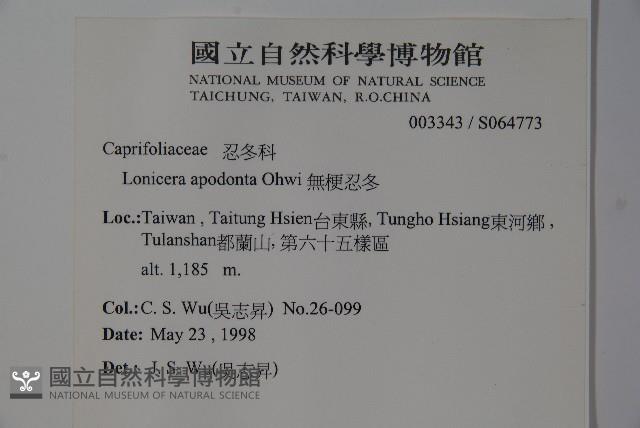 國立自然科學博物館
NATIONAL MUSEUM OF NATURAL SCIENCE
TAICHUNG, TAIWAN, R.O.CHINA
003343 / S064773
Caprifoliaceae 忍冬科
Lonicera apodonta Ohwi 無梗忍冬
Loc.:Taiwan , Taitung Hsien台東縣, Tungho Hsiang東河鄉 ,
Tulanshan都蘭山, 第六十五樣區
alt. 1,185 m.
Col.: C. S. Wu(吳志昇) No.26-099
Date: May 23 , 1998
Det.: J. S. Wu(吳志昇)
國立自然科學博物館
NATIONAL MUSEUM OF NATURAL SCIENCE